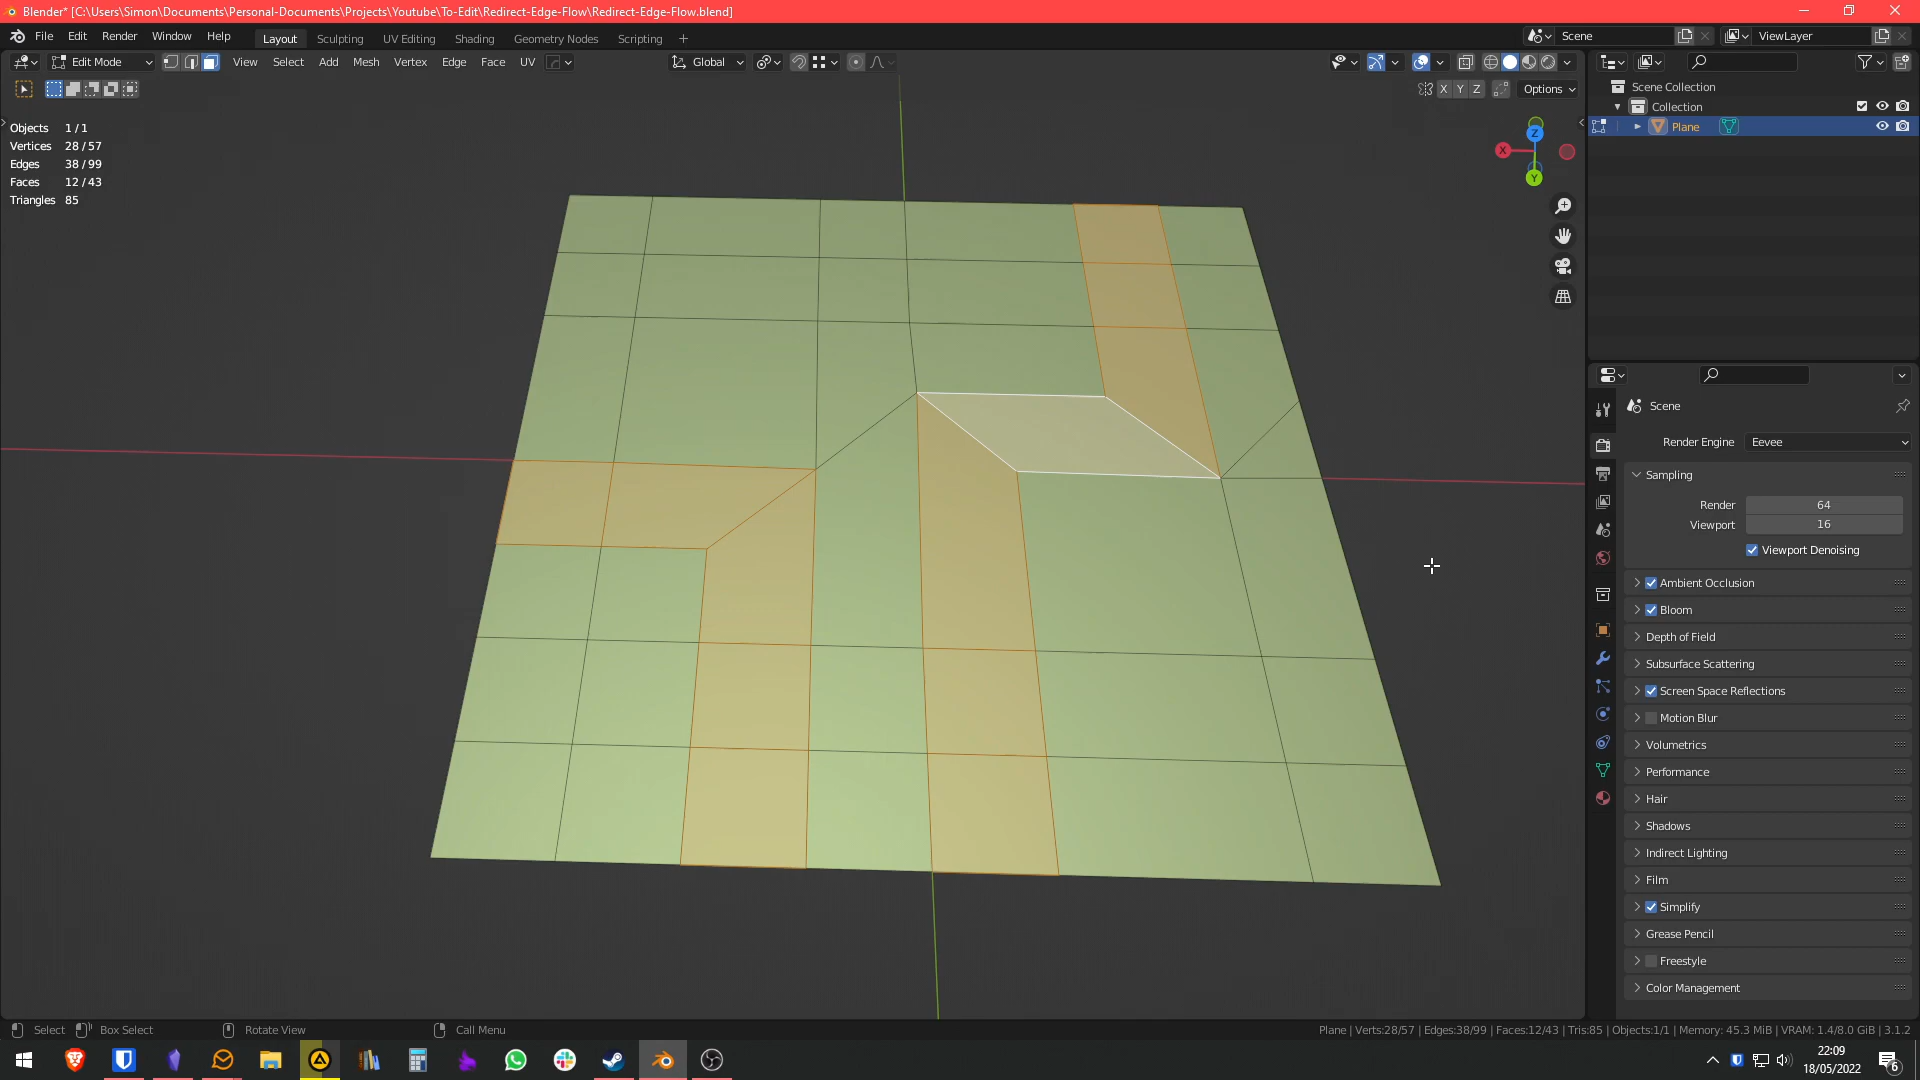 Blender* [C:\Users\Simon\Documents\Personal-Documents\Projects\Youtube\To-Edit\Redirect-Edge-Flow\Redirect-Edge-Flow.blend]
File Edit Render Window Help Layout Sculpting UV Editing Shading Geometry Nodes Scripting + Scene ViewLayer
Edit Mode View Select Add Mesh Vertex Edge Face UV Global
X Y Z Options
Scene Collection
Collection
Plane
Objects 1 / 1
Vertices 28 / 57
Edges 38 / 99
Faces 12 / 43
Triangles 85
Z
X
Y
Scene
Render Engine Eevee
Sampling
Render 64
Viewport 16
Viewport Denoising
Ambient Occlusion
Bloom
Depth of Field
Subsurface Scattering
Screen Space Reflections
Motion Blur
Volumetrics
Performance
Hair
Shadows
Indirect Lighting
Film
Simplify
Grease Pencil
Freestyle
Color Management
Select Box Select Rotate View Call Menu Plane | Verts:28/57 | Edges:38/99 | Faces:12/43 | Tris:85 | Objects:1/1 | Memory: 45.3 MiB | VRAM: 1.4/8.0 GiB | 3.1.2
22:09
18/05/2022
6